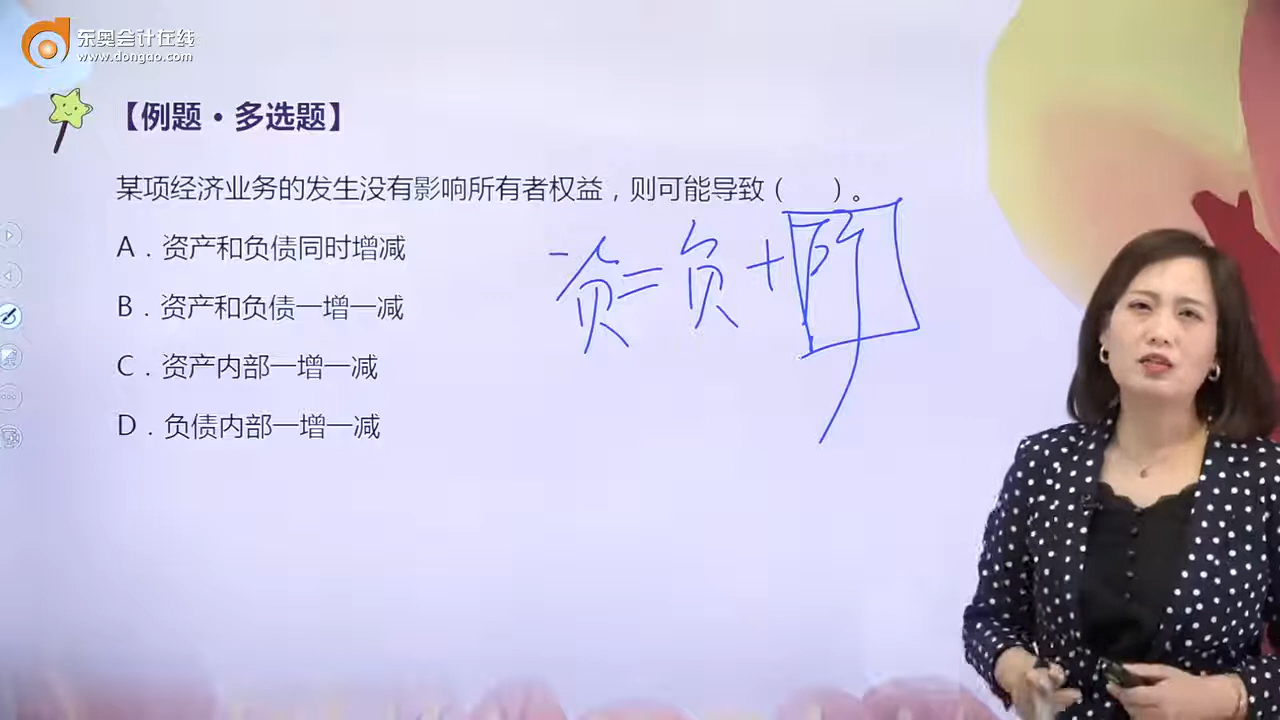 东奥会计在线
www.dongao.com
【例题·多选题】
某项经济业务的发生没有影响所有者权益，则可能导致（　）。
资=负+所
A．资产和负债同时增减
B．资产和负债一增一减
C．资产内部一增一减
D．负债内部一增一减